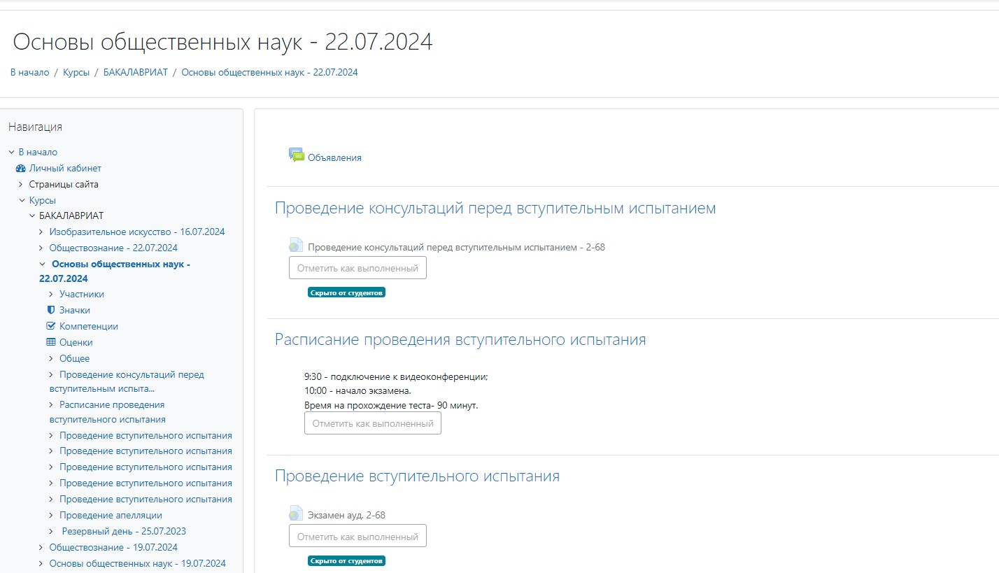 Основы общественных наук - 22.07.2024
В начало / Курсы / БАКАЛАВРИАТ / Основы общественных наук - 22.07.2024
Навигация
В начало
Личный кабинет
Страницы сайта
Курсы
БАКАЛАВРИАТ
Изобразительное искусство - 16.07.2024
Обществознание - 22.07.2024
Основы общественных наук -
22.07.2024
Участники
Значки
Компетенции
Оценки
Общее
Проведение консультаций перед
вступительным испыта...
Расписание проведения
вступительного испытания
Проведение вступительного испытания
Проведение вступительного испытания
Проведение вступительного испытания
Проведение вступительного испытания
Проведение вступительного испытания
Проведение апелляции
Резервный день - 25.07.2023
Обществознание - 19.07.2024
Основы общественных наук - 19.07.2024
Объявления
Проведение консультаций перед вступительным испытанием
Проведение консультаций перед вступительным испытанием - 2-68
Отметить как выполненный
Скрыто от студентов
Расписание проведения вступительного испытания
9:30 - подключение к видеоконференции;
10:00 - начало экзамена.
Время на прохождение теста- 90 минут.
Отметить как выполненный
Проведение вступительного испытания
Экзамен ауд. 2-68
Отметить как выполненный
Скрыто от студентов